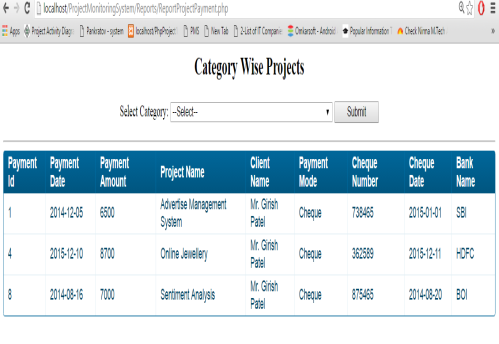 localhost/ProjectMonitoringSystem/Reports/ReportProjectPayment.php
Apps Project Activity Diag Pankratov - system localhost/PhpProject PMS New Tab 2-List of IT Companie Omkarsoft - Android Popular Information Check Nirma M.Tech »
Category Wise Projects
Select Category: --Select-- Submit
Payment Id Payment Date Payment Amount Project Name Client Name Payment Mode Cheque Number Cheque Date Bank Name
1 2014-12-05 6500 Advertise Management System Mr. Girish Patel Cheque 738465 2015-01-01 SBI
4 2015-12-10 8700 Online Jewellery Mr. Girish Patel Cheque 362589 2015-12-11 HDFC
8 2014-08-16 7000 Sentiment Analysis Mr. Girish Patel Cheque 875465 2014-08-20 BOI